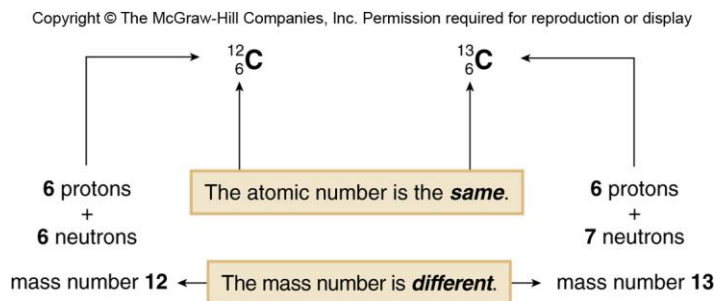 Copyright © The McGraw-Hill Companies, Inc. Permission required for reproduction or display
¹²₆C
¹³₆C
6 protons
+
6 neutrons
mass number 12
The atomic number is the same.
The mass number is different.
6 protons
+
7 neutrons
mass number 13